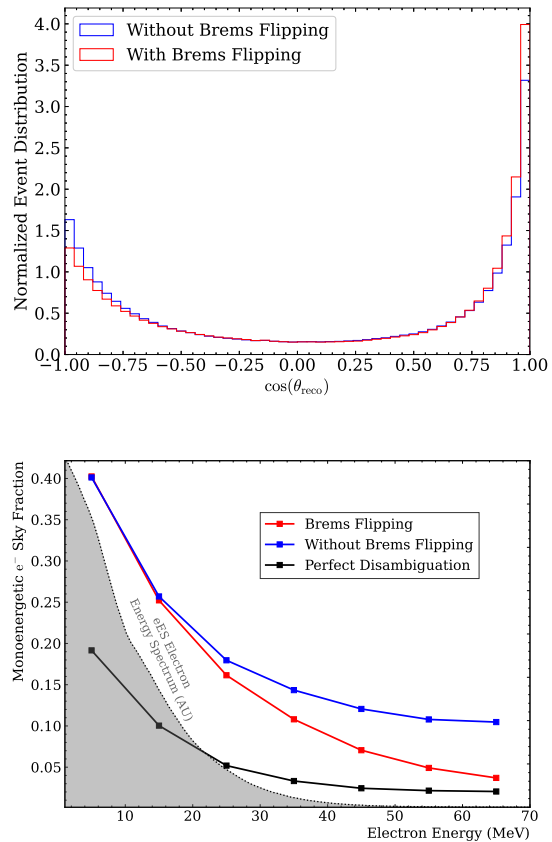 Normalized Event Distribution
4.0
3.5
3.0
2.5
2.0
1.5
1.0
0.5
0.0
Without Brems Flipping
With Brems Flipping
−1.00 −0.75 −0.50 −0.25 0.00 0.25 0.50 0.75 1.00
cos(θreco)
Monoenergetic e− Sky Fraction
0.40
0.35
0.30
0.25
0.20
0.15
0.10
0.05
Brems Flipping
Without Brems Flipping
Perfect Disambiguation
eES Electron
Energy Spectrum (AU)
10 20 30 40 50 60 70
Electron Energy (MeV)